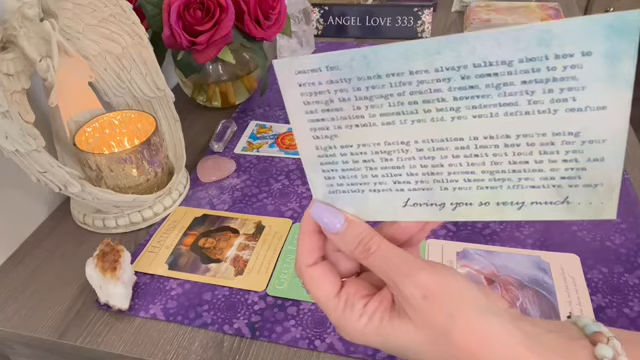 ANGEL LOVE 333
Dearest You,
We're a chatty bunch over here, always talking about how to
support you in your life's journey. We communicate to you
through the language of oracles, dreams, signs, metaphors,
and omens. In your life on earth, however, clarity in your
communication is essential to being understood. You don't
speak in symbols and if you did, you would definitely confuse
things.
Right now you're facing a situation in which you're being
asked to have integrity, be clear, and learn how to ask for your
needs to be met. The first step is to admit out loud that you
have needs. The second is to ask out loud for them to be met. And
the third is to allow the other person, organization, or even
us to answer you. When you follow these steps, you can most
definitely expect an answer in your favor! Affirmative, we say!
Loving you so very much . . .
GREEN